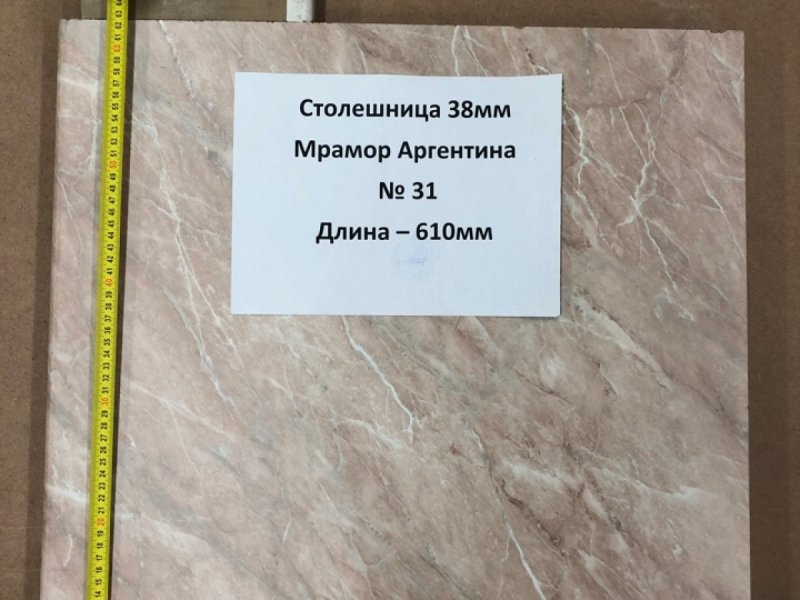 Столешница 38мм
Мрамор Аргентина
№ 31
Длина – 610мм